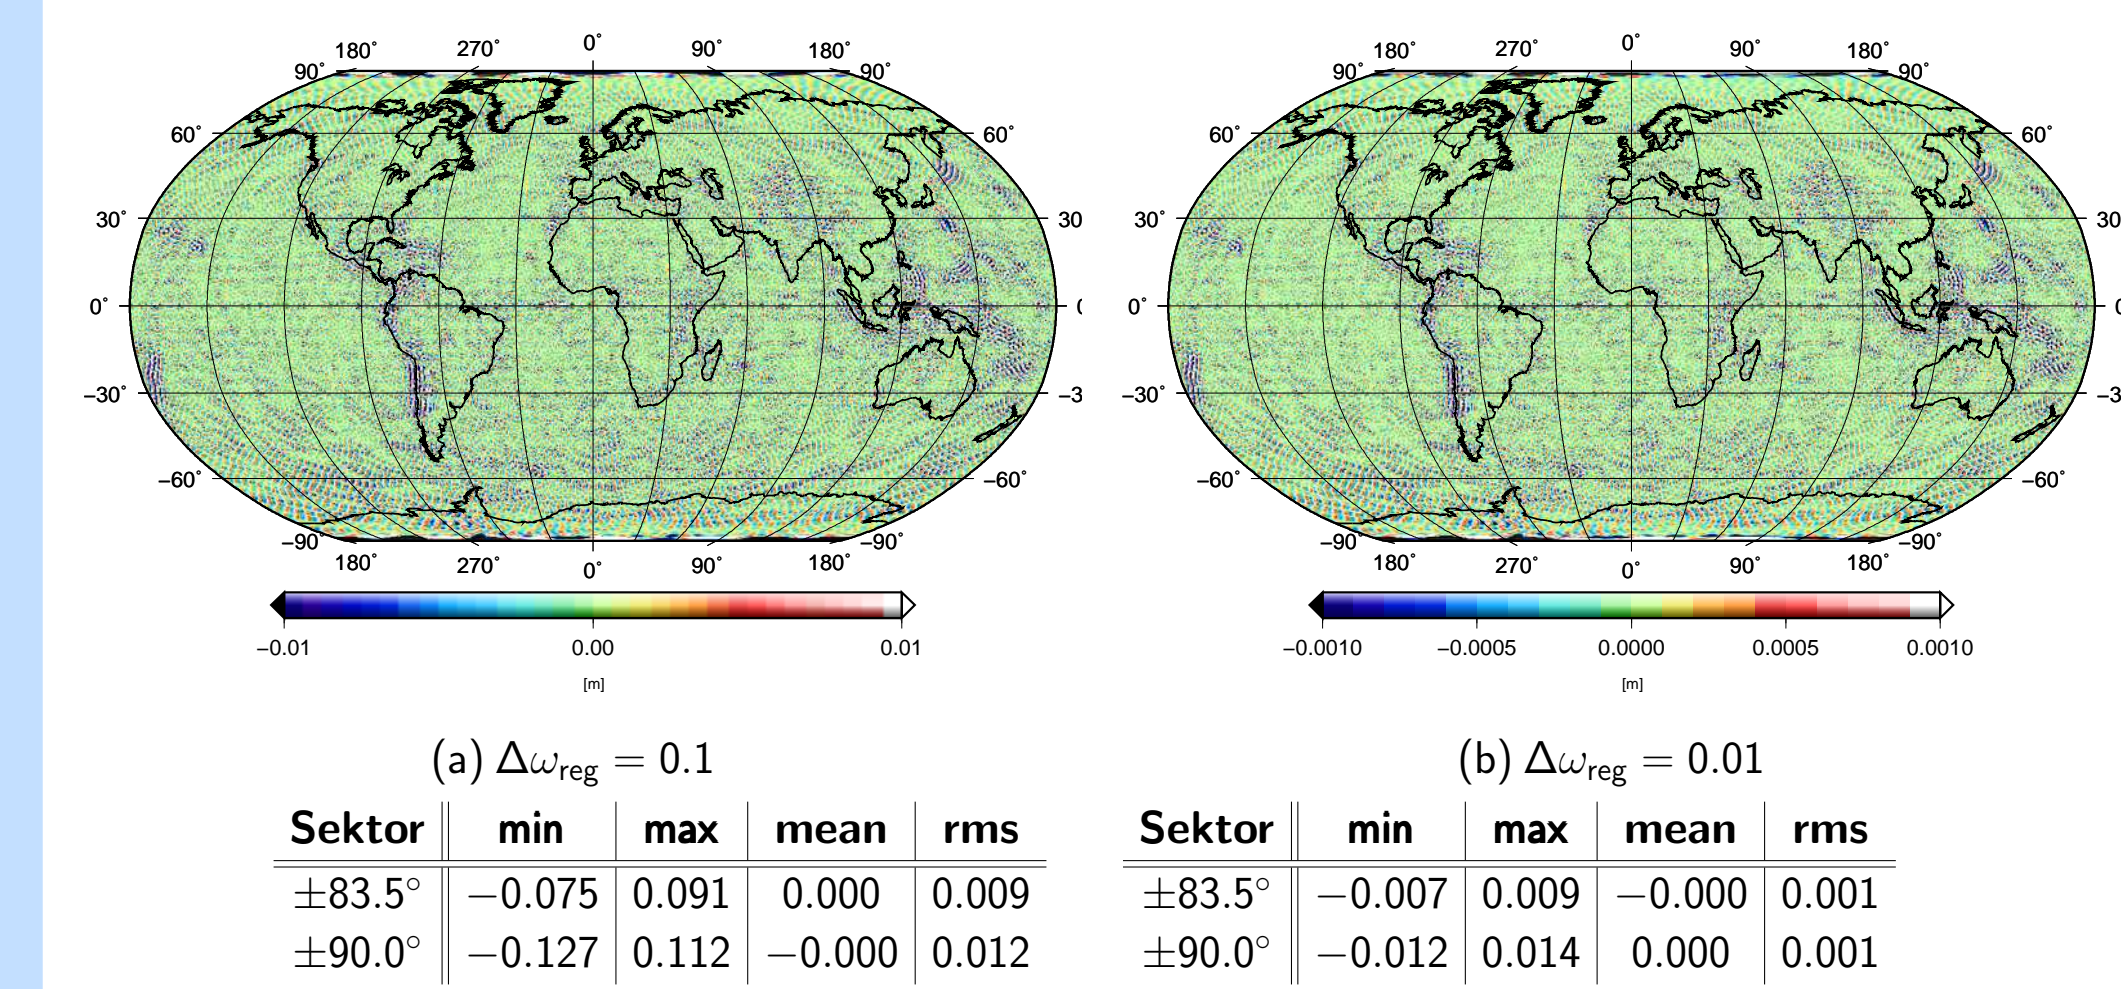 180° 270° 0° 90° 180°
90° 90°
60° 60°
30° 30
0° 0
−30° −3
−60° −60°
−90° −90°
180° 270° 0° 90° 180°
−0.01 0.00 0.01
[m]
(a) Δω_reg = 0.1
Sektor min max mean rms
±83.5° −0.075 0.091 0.000 0.009
±90.0° −0.127 0.112 −0.000 0.012
180° 270° 0° 90° 180°
90° 90°
60° 60°
30° 30
0° 0
−30° −3
−60° −60°
−90° −90°
180° 270° 0° 90° 180°
−0.0010 −0.0005 0.0000 0.0005 0.0010
[m]
(b) Δω_reg = 0.01
Sektor min max mean rms
±83.5° −0.007 0.009 −0.000 0.001
±90.0° −0.012 0.014 0.000 0.001